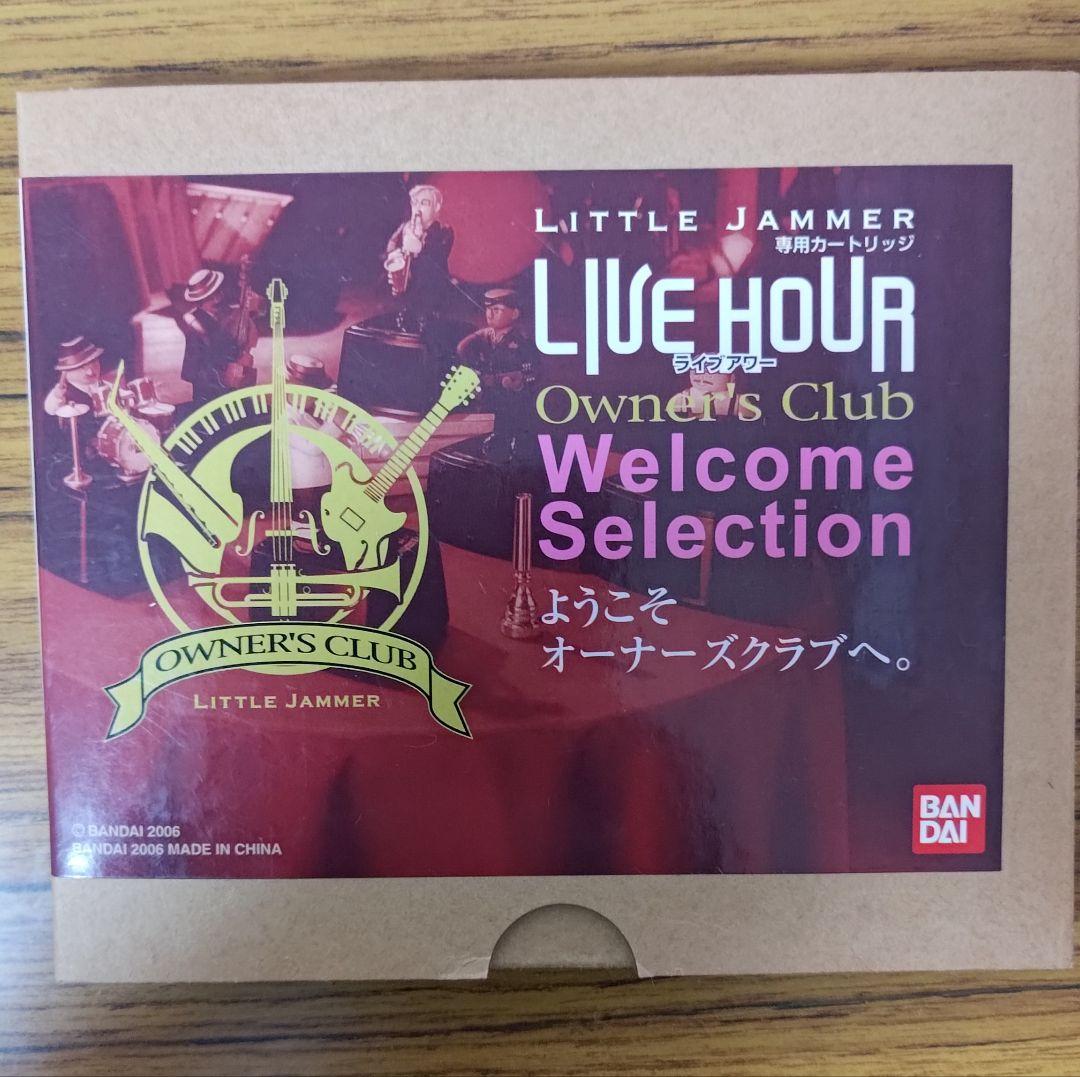 LITTLE JAMMER
専用カートリッジ
LIVE HOUR
ライブアワー
Owner's Club
Welcome
Selection
ようこそ
オーナーズクラブへ。
OWNER'S CLUB
LITTLE JAMMER
© BANDAI 2006
BANDAI 2006 MADE IN CHINA
BAN
DAI